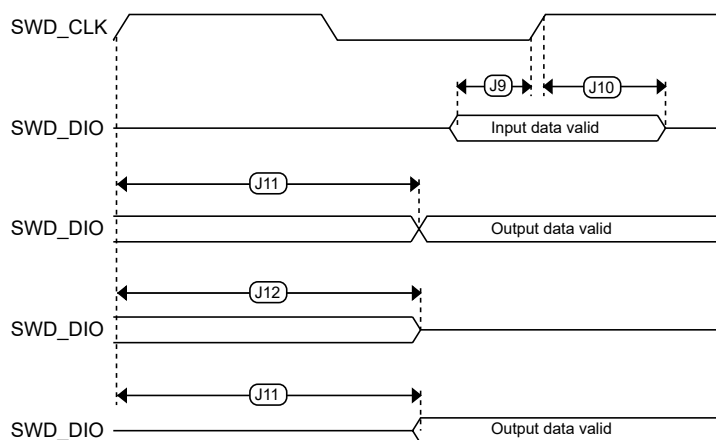 SWD_CLK
J9
J10
SWD_DIO
Input data valid
J11
SWD_DIO
Output data valid
J12
SWD_DIO
J11
SWD_DIO
Output data valid